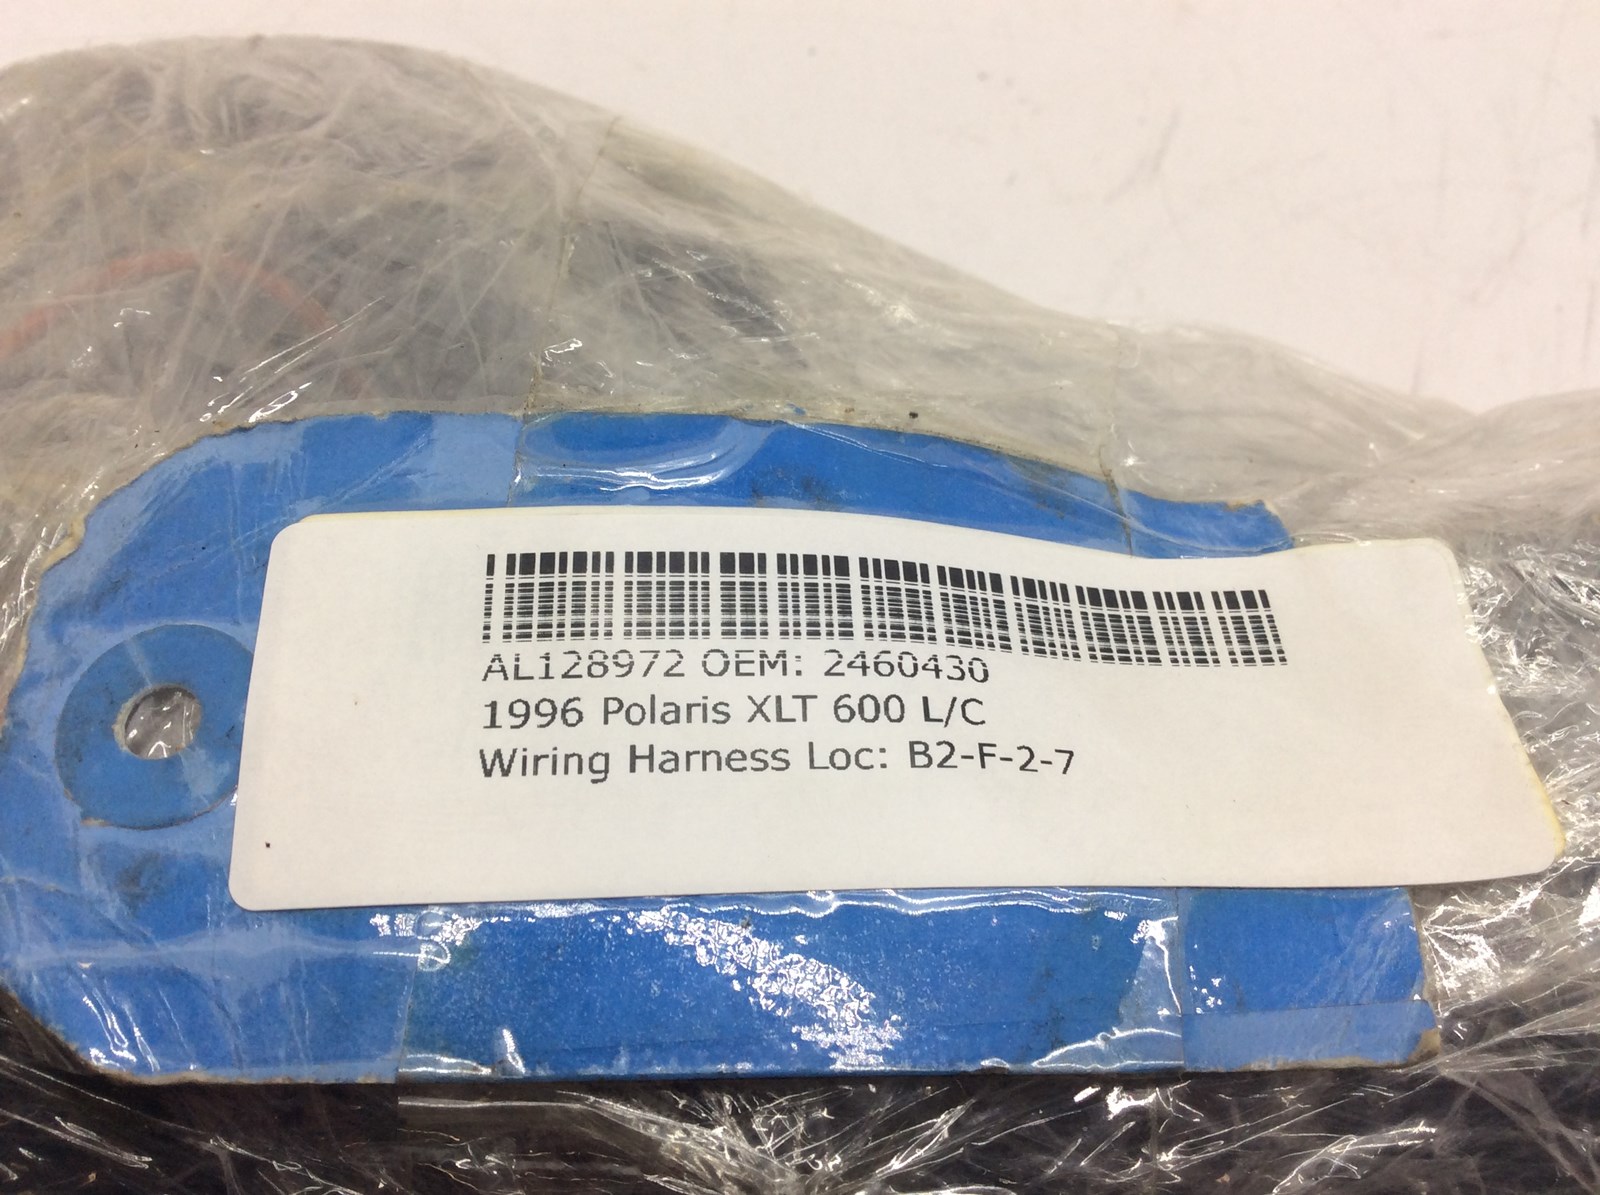 AL128972 OEM: 2460430
1996 Polaris XLT 600 L/C
Wiring Harness Loc: B2-F-2-7